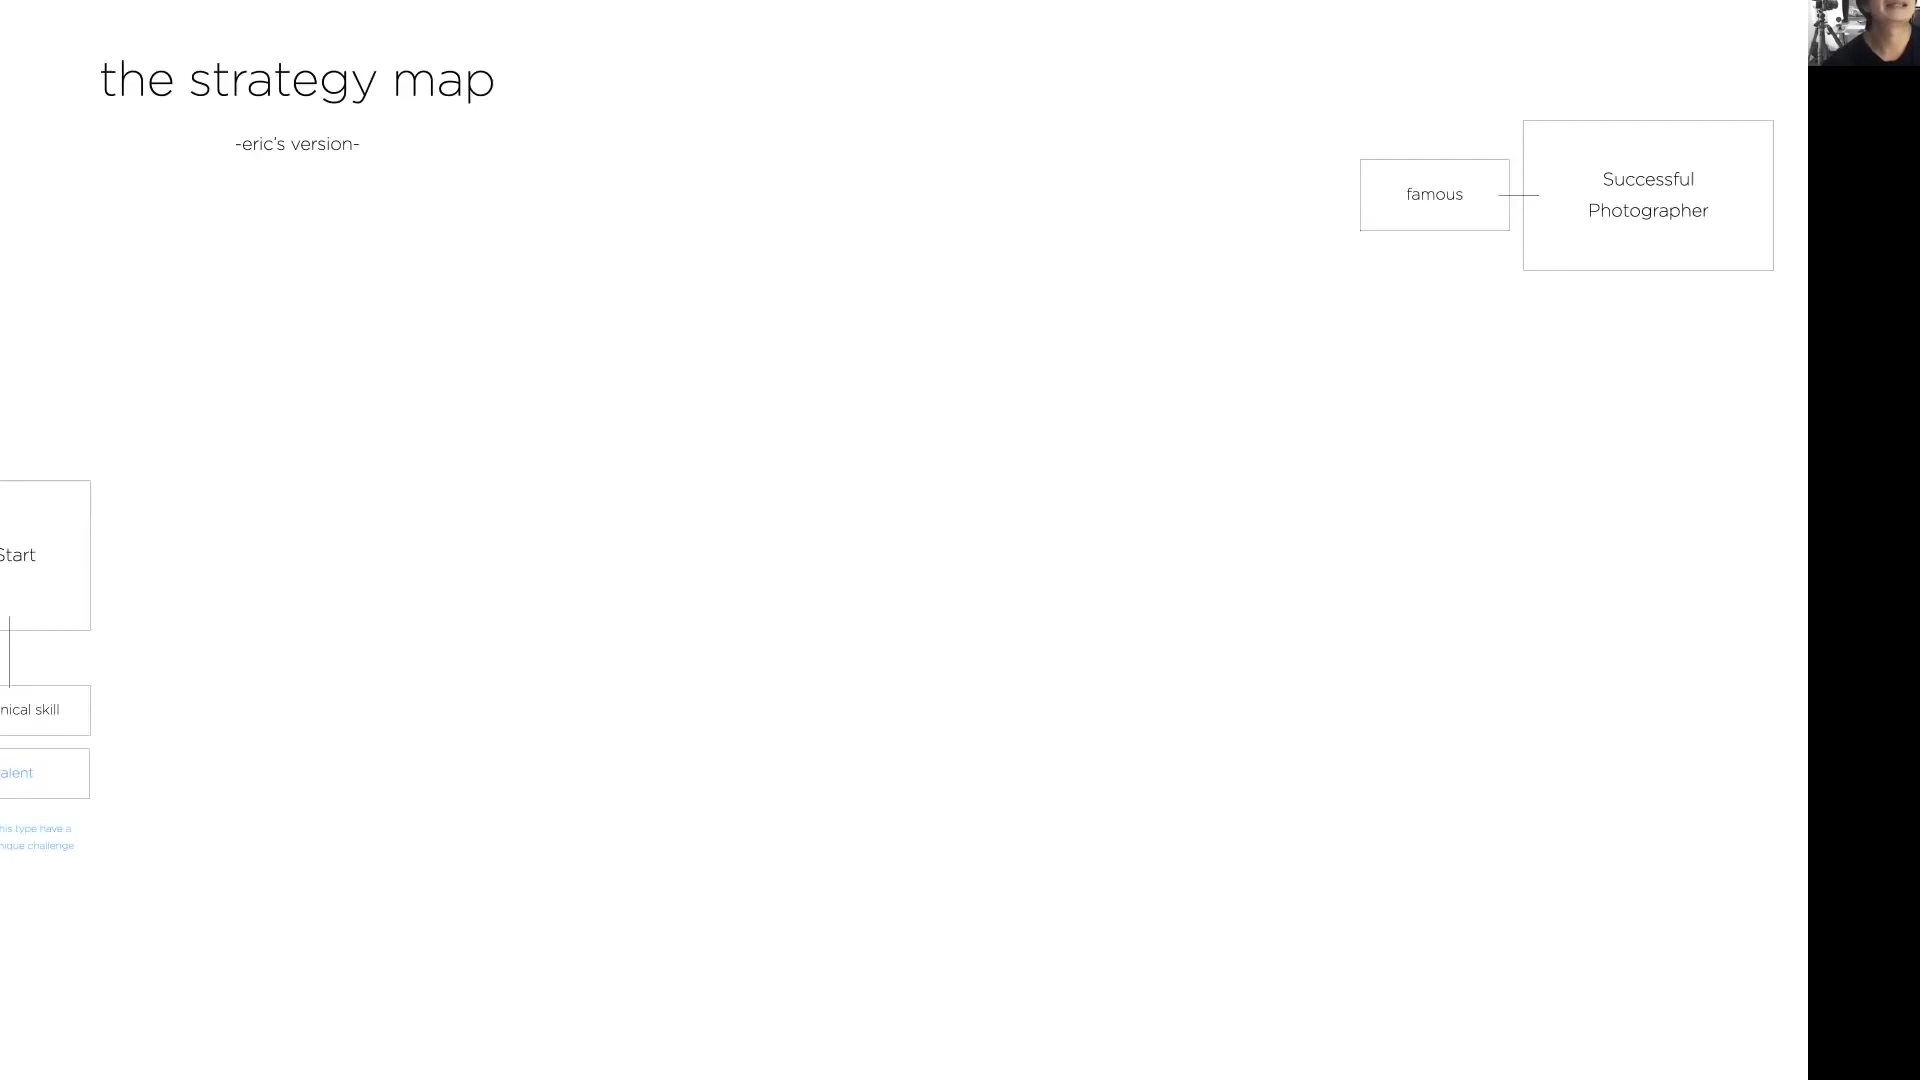 the strategy map
-eric's version-
famous
Successful
Photographer
Start
nical skill
alent
his type have a
nique challenge